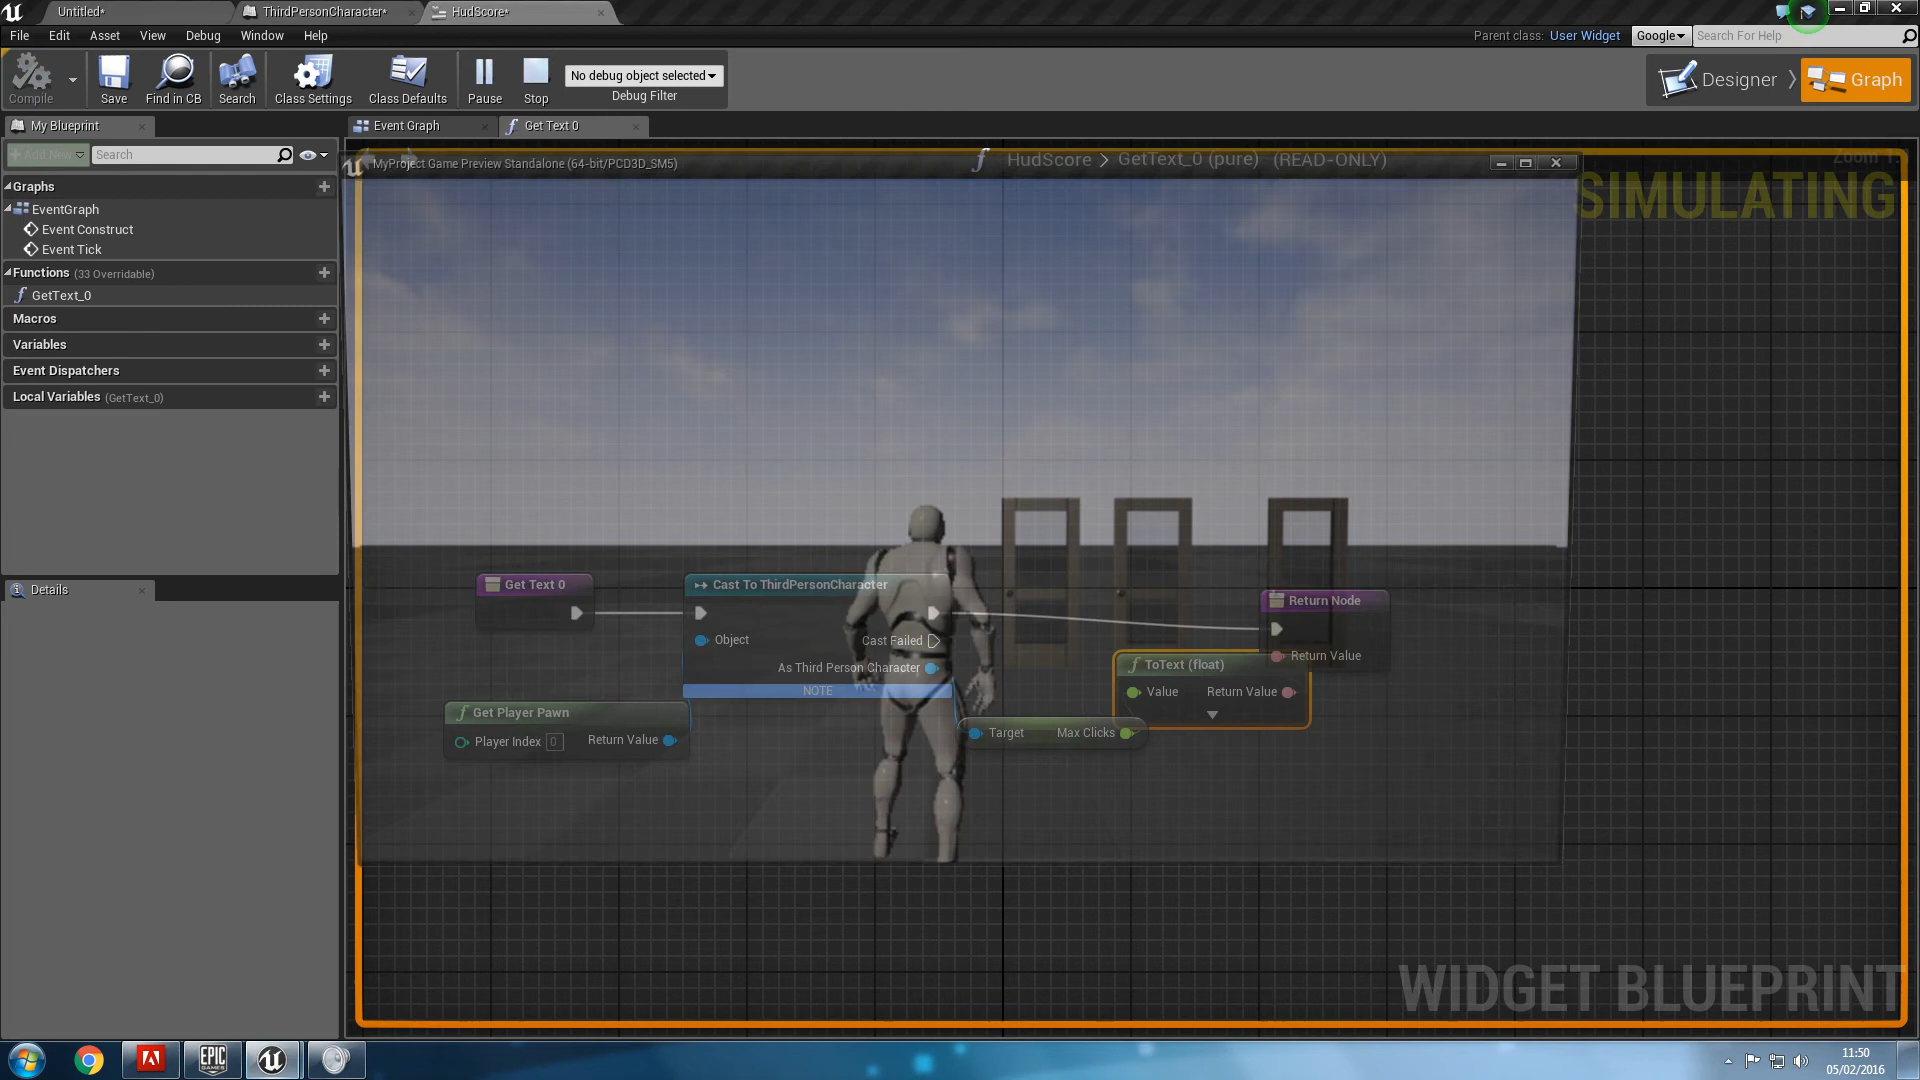 Untitled*
ThirdPersonCharacter*
HudScore*
File Edit Asset View Debug Window Help
Parent class: User Widget Google Search For Help
Compile
Save
Find in CB
Search
Class Settings
Class Defaults
Pause
Stop
No debug object selected
Debug Filter
Designer
Graph
My Blueprint
Event Graph
Get Text 0
Add New Search
MyProject Game Preview Standalone (64-bit/PCD3D_SM5)
HudScore > GetText_0 (pure) (READ-ONLY)
SIMULATING
Graphs
EventGraph
Event Construct
Event Tick
Functions (33 Overridable)
GetText_0
Macros
Variables
Event Dispatchers
Local Variables (GetText_0)
Details
Get Text 0
Cast To ThirdPersonCharacter
Object
Cast Failed
As Third Person Character
NOTE
Get Player Pawn
Player Index 0 Return Value
Target Max Clicks
ToText (float)
Value Return Value
Return Node
Return Value
WIDGET BLUEPRINT
EPIC
GAMES
11:50
05/02/2016